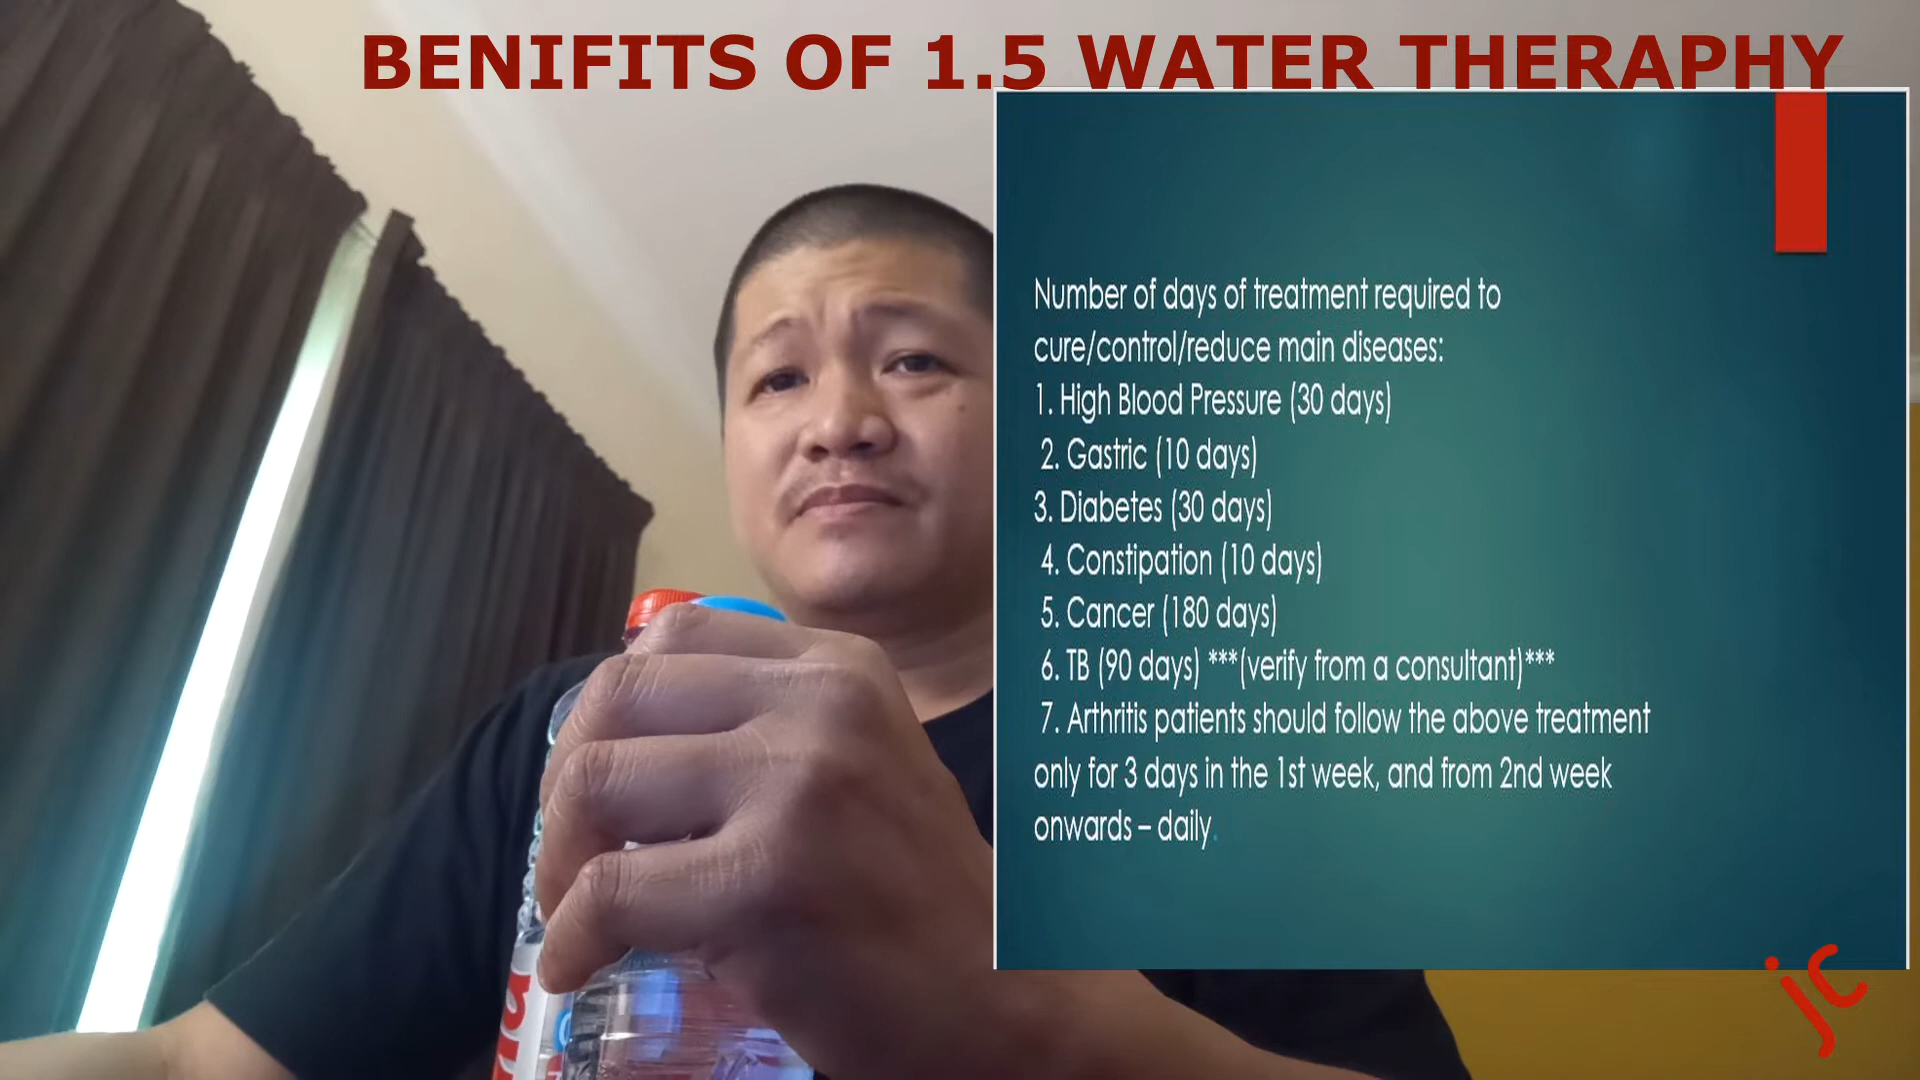 BENIFITS OF 1.5 WATER THERAPHY
Number of days of treatment required to
cure/control/reduce main diseases:
1. High Blood Pressure (30 days)
2. Gastric (10 days)
3. Diabetes (30 days)
4. Constipation (10 days)
5. Cancer (180 days)
6. TB (90 days) ***(verify from a consultant)***
7. Arthritis patients should follow the above treatment
only for 3 days in the 1st week, and from 2nd week
onwards – daily.
jc